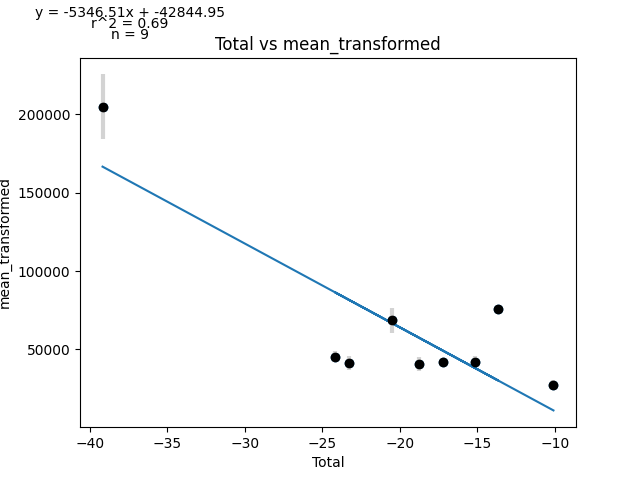 y = -5346.51x + -42844.95
r^2 = 0.69
n = 9
Total vs mean_transformed
mean_transformed
200000
150000
100000
50000
−40
−35
−30
−25
−20
−15
−10
Total